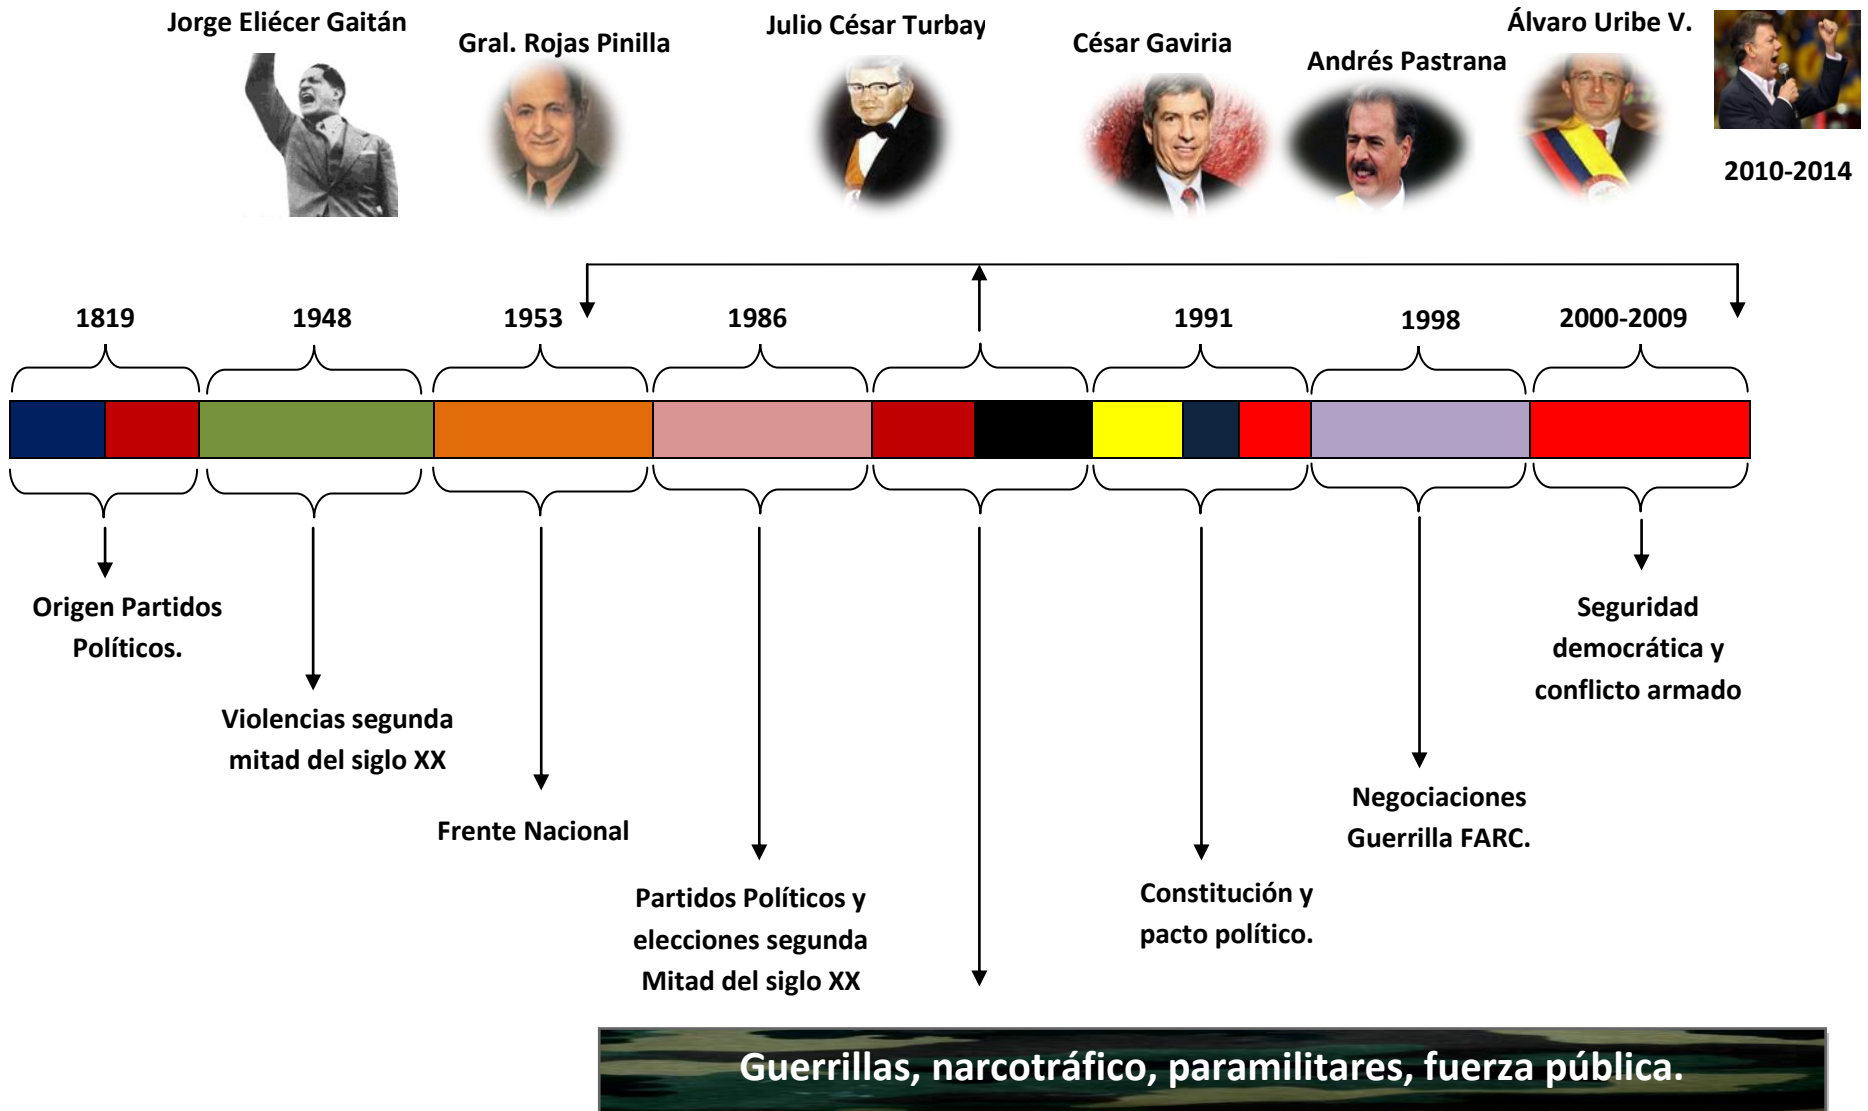 Jorge Eliécer Gaitán
Gral. Rojas Pinilla
Julio César Turbay
César Gaviria
Andrés Pastrana
Álvaro Uribe V.
2010-2014
1819
1948
1953
1986
1991
1998
2000-2009
Origen Partidos
Políticos.
Violencias segunda
mitad del siglo XX
Frente Nacional
Partidos Políticos y
elecciones segunda
Mitad del siglo XX
Constitución y
pacto político.
Negociaciones
Guerrilla FARC.
Seguridad
democrática y
conflicto armado
Guerrillas, narcotráfico, paramilitares, fuerza pública.